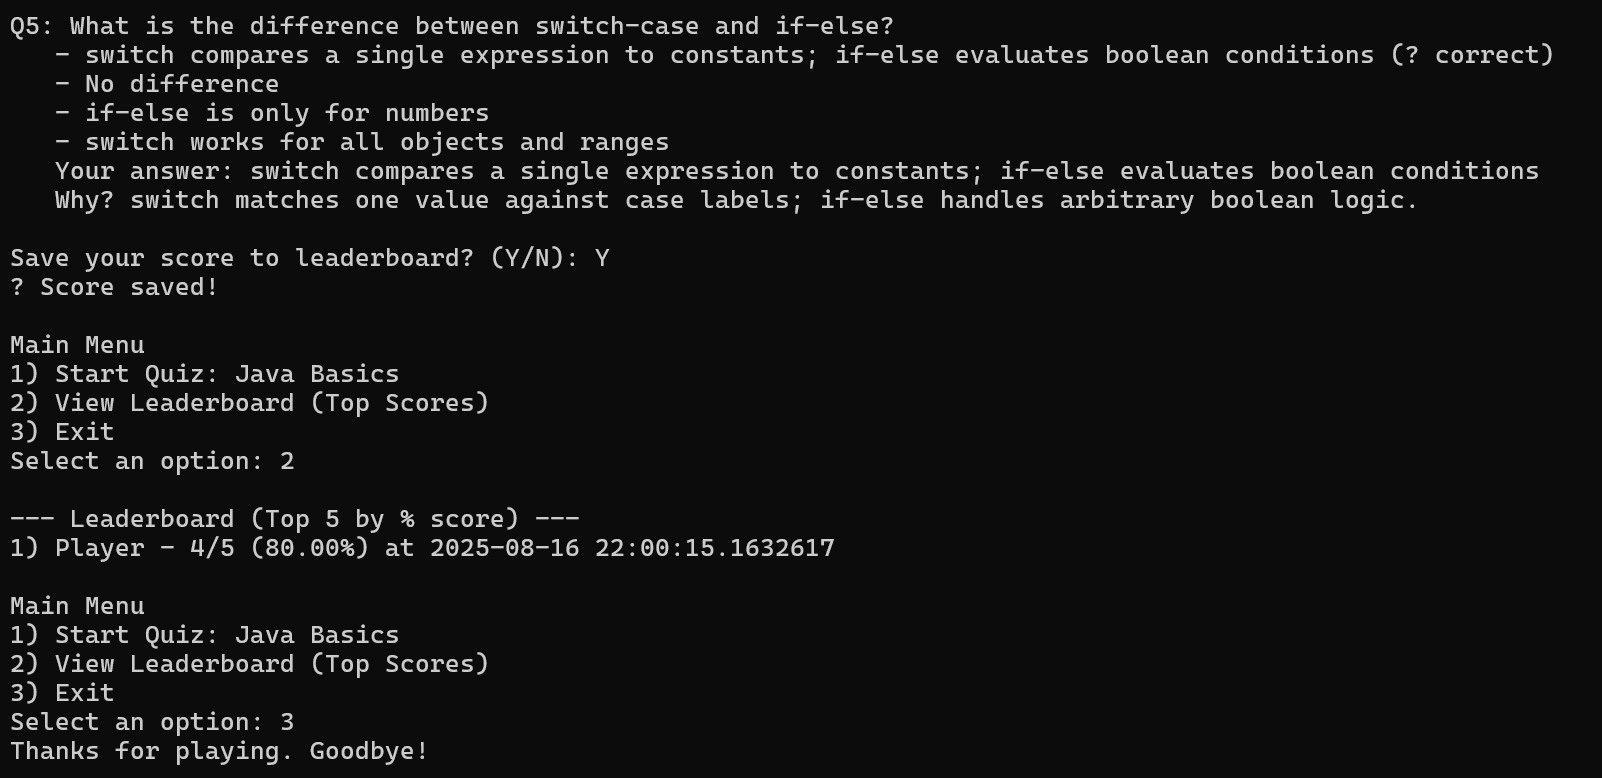 Q5: What is the difference between switch-case and if-else?
- switch compares a single expression to constants; if-else evaluates boolean conditions (? correct)
- No difference
- if-else is only for numbers
- switch works for all objects and ranges
Your answer: switch compares a single expression to constants; if-else evaluates boolean conditions
Why? switch matches one value against case labels; if-else handles arbitrary boolean logic.
Save your score to leaderboard? (Y/N): Y
? Score saved!
Main Menu
1) Start Quiz: Java Basics
2) View Leaderboard (Top Scores)
3) Exit
Select an option: 2
--- Leaderboard (Top 5 by % score) ---
1) Player - 4/5 (80.00%) at 2025-08-16 22:00:15.1632617
Main Menu
1) Start Quiz: Java Basics
2) View Leaderboard (Top Scores)
3) Exit
Select an option: 3
Thanks for playing. Goodbye!